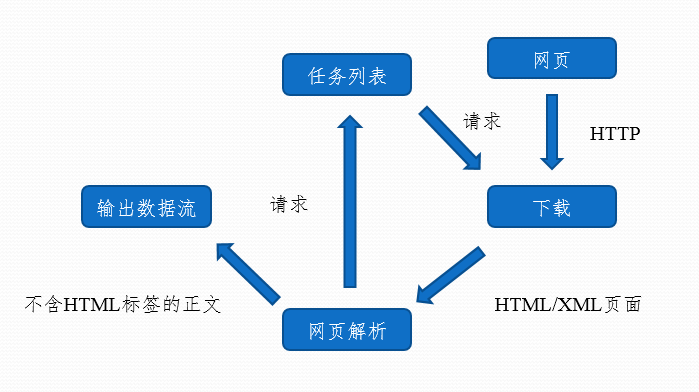 网页
任务列表
请求
HTTP
输出数据流
请求
下载
不含HTML标签的正文
HTML/XML页面
网页解析